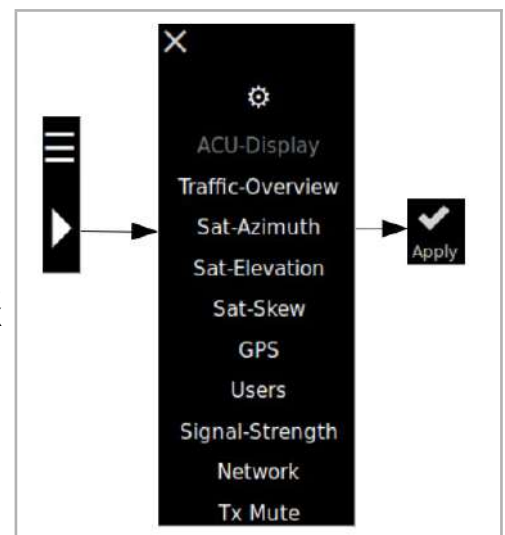 ACU-Display
Traffic-Overview
Sat-Azimuth
Sat-Elevation
Sat-Skew
GPS
Users
Signal-Strength
Network
Tx Mute
Apply